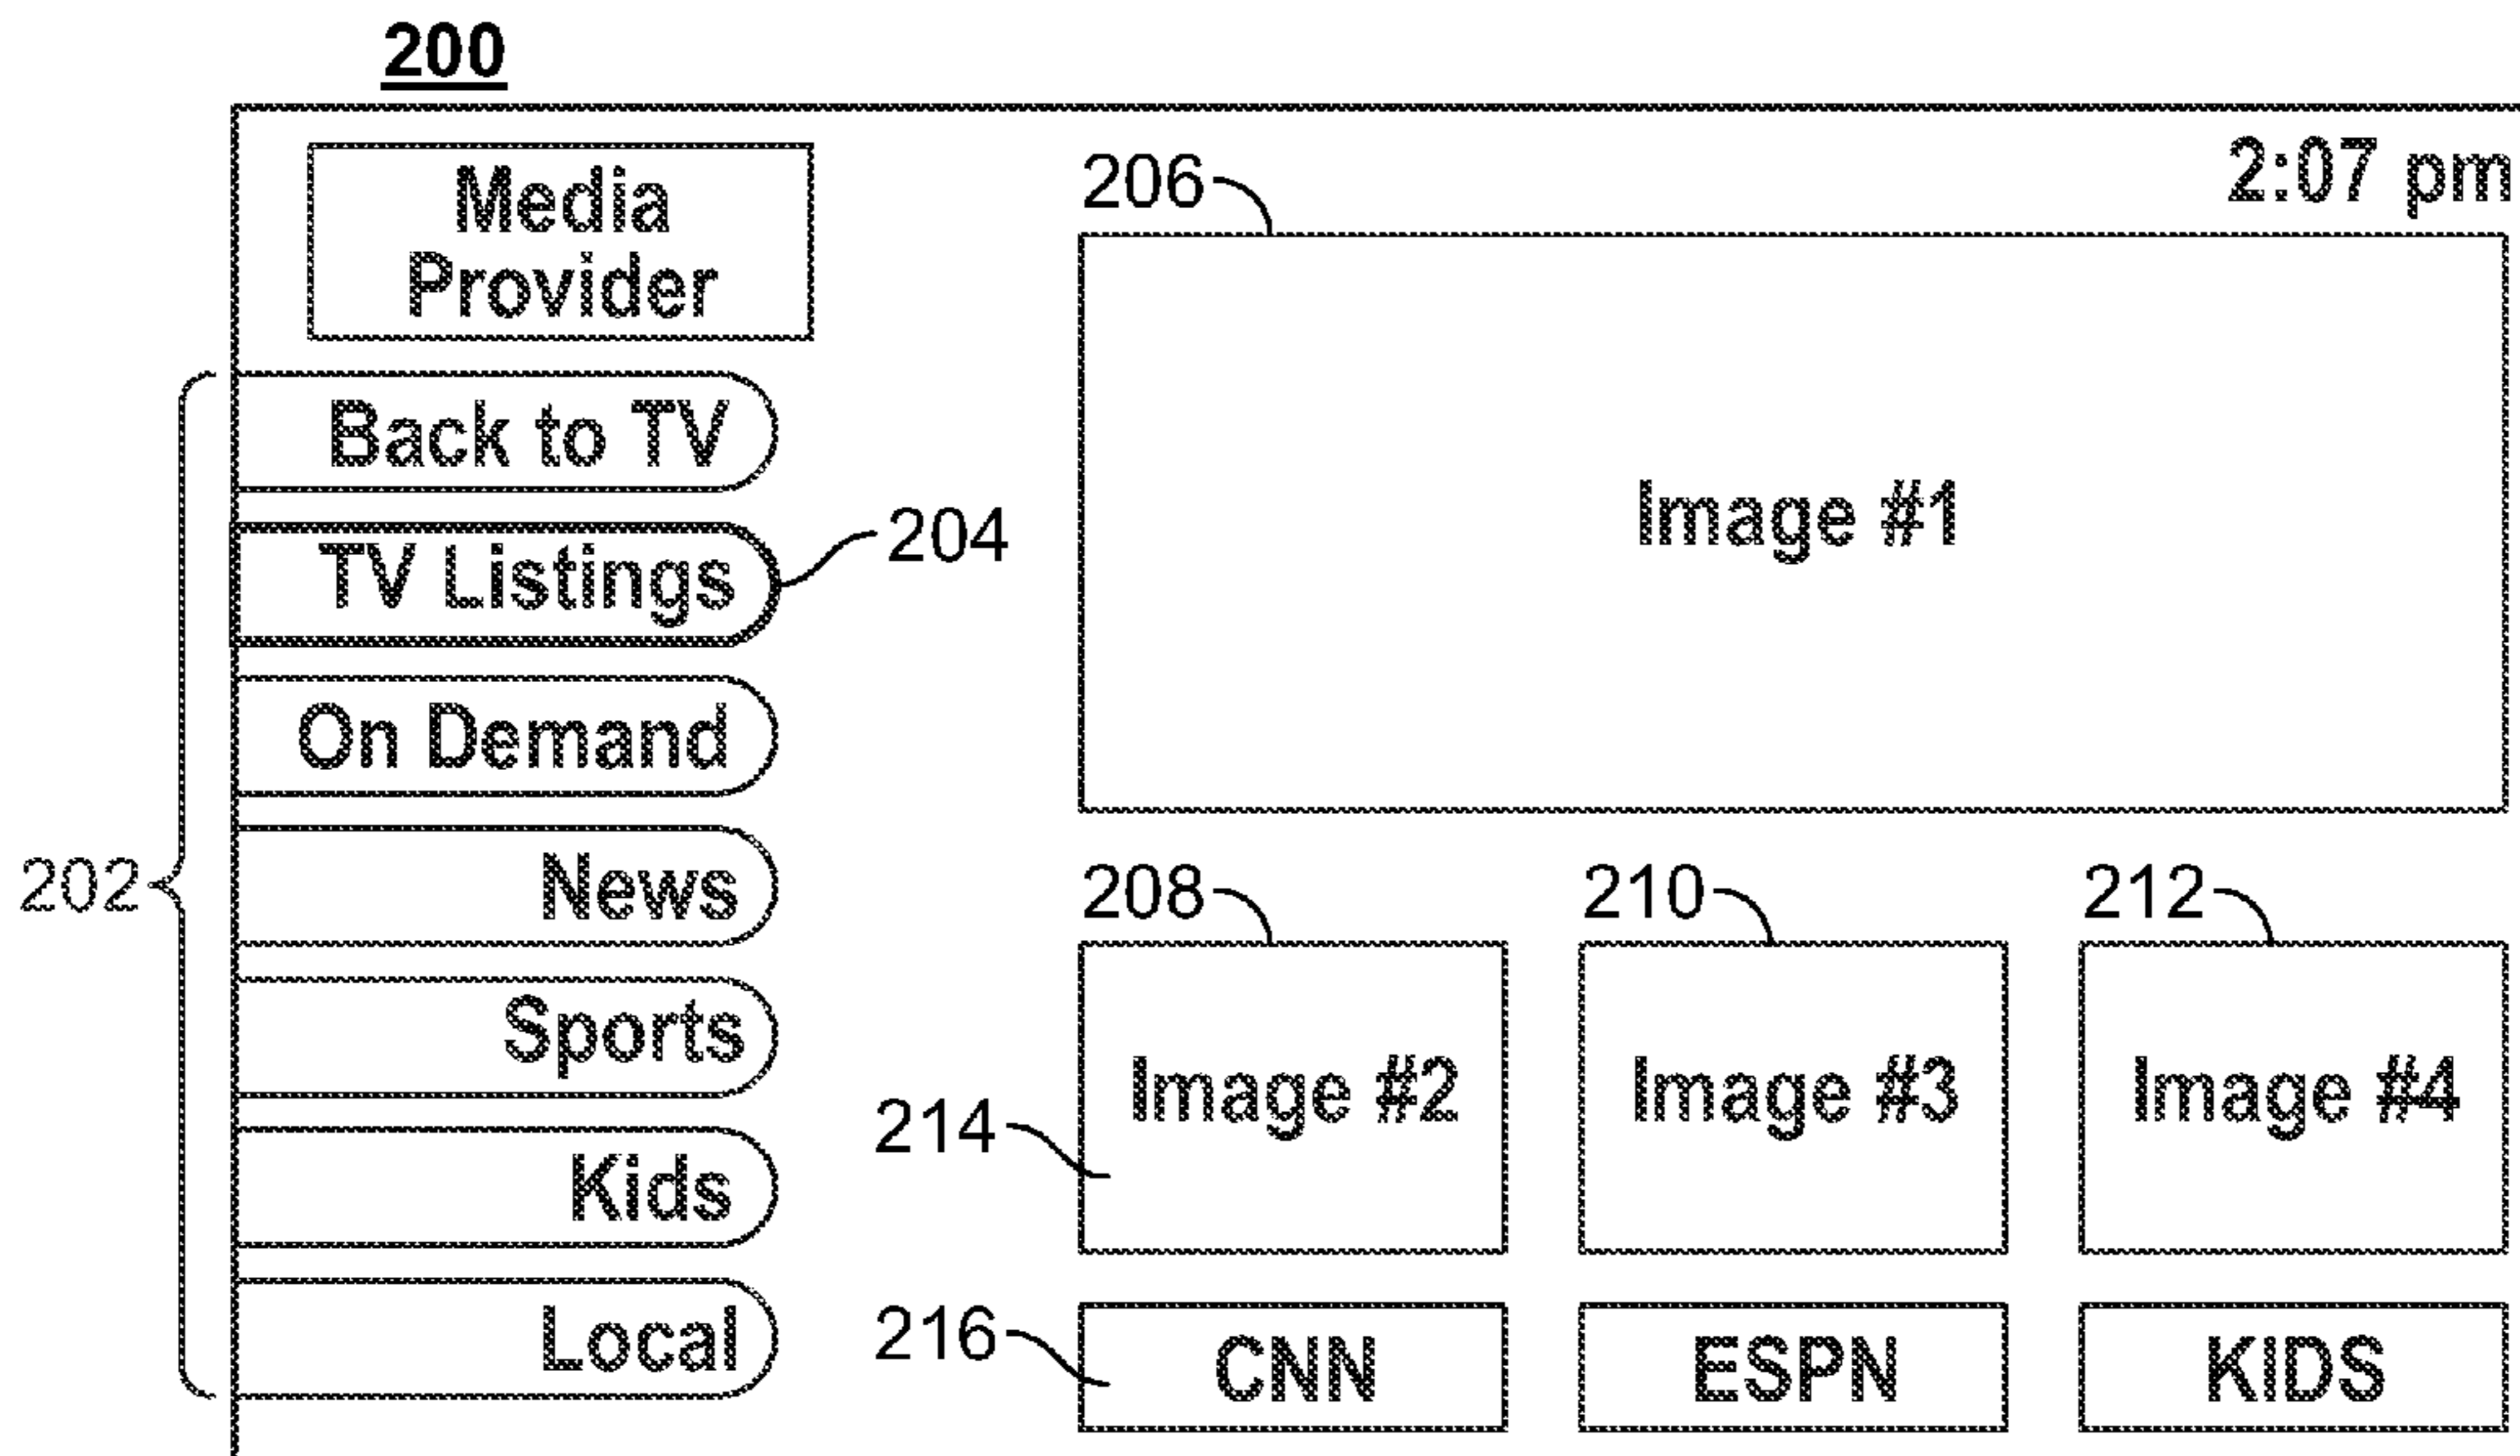 200
Media
Provider
2:07 pm
206
Image #1
Back to TV
TV Listings
204
On Demand
News
202
Sports
Kids
Local
208
210
212
Image #2
Image #3
Image #4
214
216
CNN
ESPN
KIDS